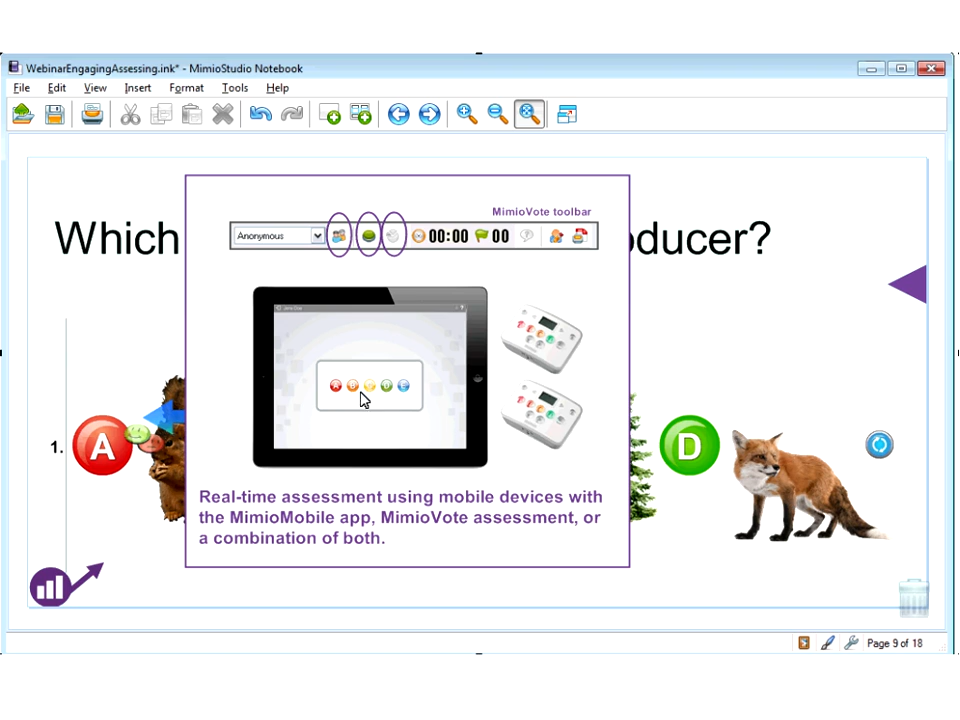 WebinarEngagingAssessing.ink* - MimioStudio Notebook
File Edit View Insert Format Tools Help
MimioVote toolbar
Anonymous 00:00 00
Which
oducer?
A B D E
1. A
D
Real-time assessment using mobile devices with
the MimioMobile app, MimioVote assessment, or
a combination of both.
Page 9 of 18